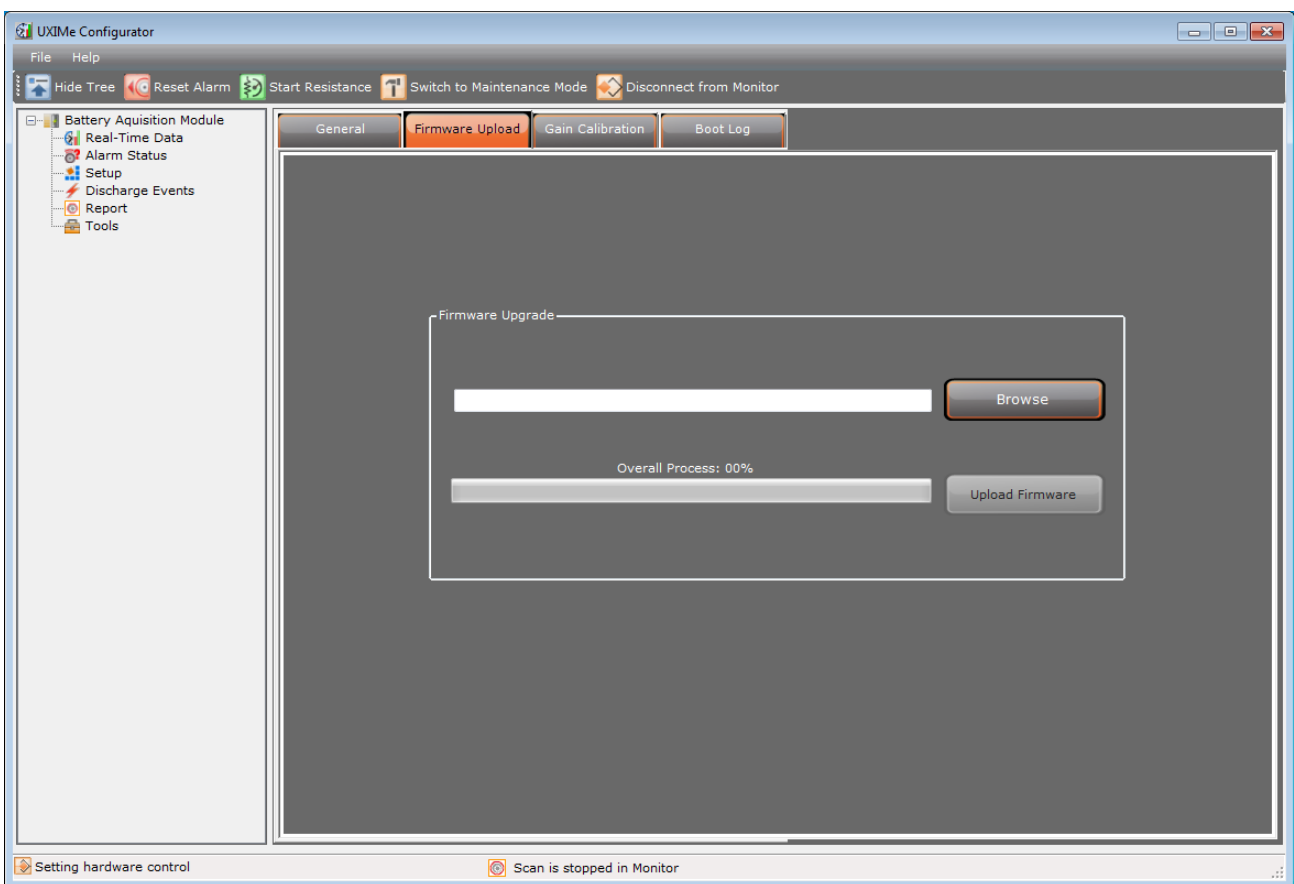 UXIMe Configurator
File Help
Hide Tree Reset Alarm Start Resistance Switch to Maintenance Mode Disconnect from Monitor
Battery Aquisition Module
Real-Time Data
Alarm Status
Setup
Discharge Events
Report
Tools
General Firmware Upload Gain Calibration Boot Log
Firmware Upgrade
Browse
Overall Process: 00%
Upload Firmware
Setting hardware control Scan is stopped in Monitor